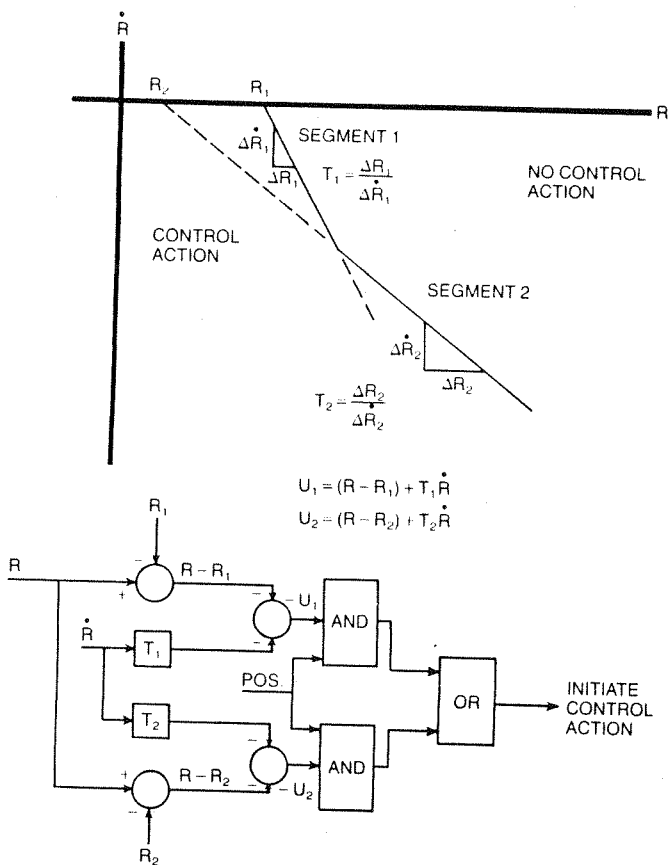 Ṙ
R₂ R₁ R
ΔṘ₁ SEGMENT 1
ΔR₁ T₁ = ΔR₁/ΔṘ₁
NO CONTROL
ACTION
CONTROL
ACTION
SEGMENT 2
ΔṘ₂
ΔR₂
T₂ = ΔR₂/ΔṘ₂
U₁ = (R – R₁) + T₁Ṙ
U₂ = (R – R₂) + T₂Ṙ
R₁
R
- + R – R₁ - - – U₁
AND
Ṙ
T₁
POS.
T₂
OR
INITIATE
CONTROL
ACTION
AND
+ - R – R₂ - - – U₂
R₂